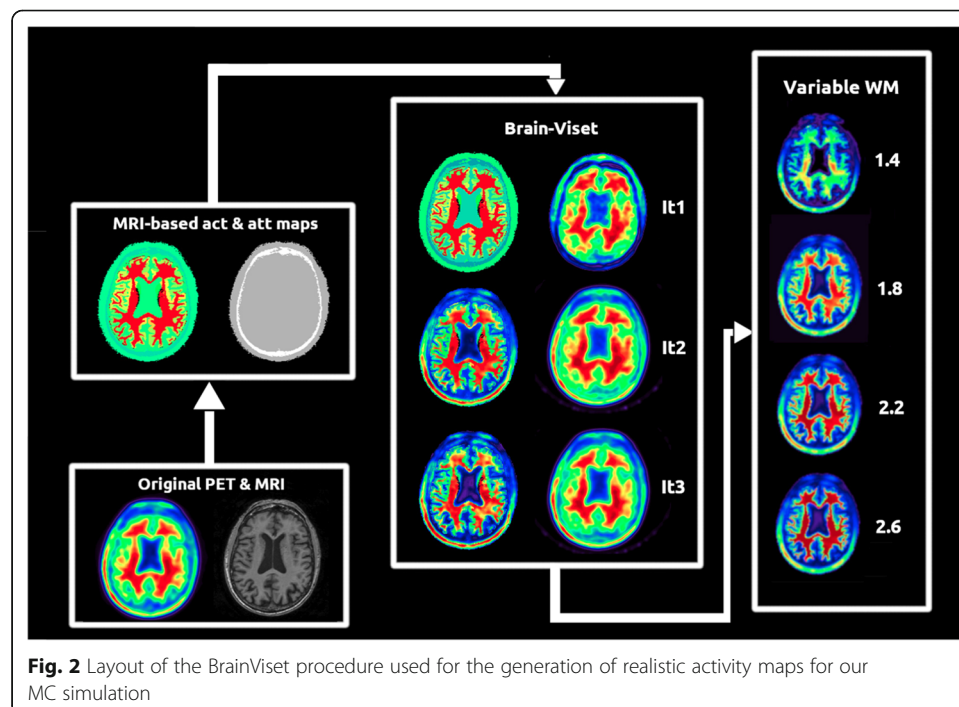 Variable WM
Brain-Viset
1.4
It1
MRI-based act & att maps
1.8
It2
2.2
Original PET & MRI
It3
2.6
Fig. 2 Layout of the BrainViset procedure used for the generation of realistic activity maps for our
MC simulation